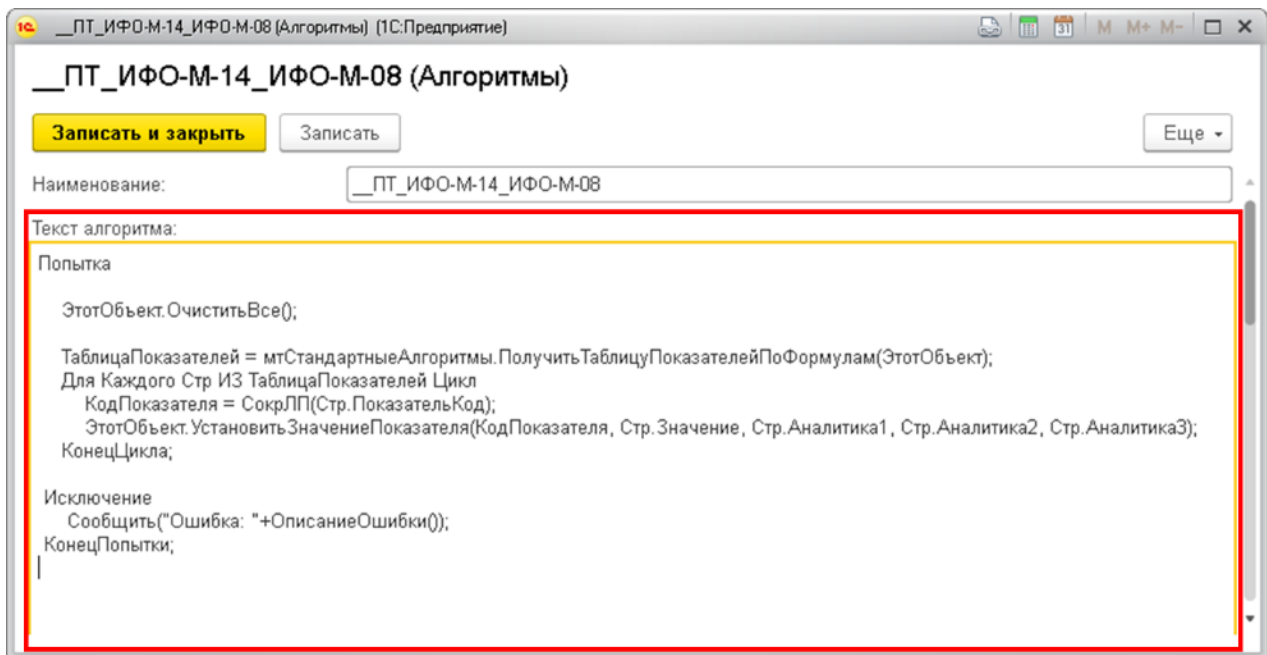 __ПТ_ИФО-М-14_ИФО-М-08 (Алгоритмы) (1С:Предприятие)
31 M M+ M-
__ПТ_ИФО-М-14_ИФО-М-08 (Алгоритмы)
Записать и закрыть Записать Еще
Наименование: __ПТ_ИФО-М-14_ИФО-М-08
Текст алгоритма:
Попытка
ЭтотОбъект.ОчиститьВсе();
ТаблицаПоказателей = мтСтандартныеАлгоритмы.ПолучитьТаблицуПоказателейПоФормулам(ЭтотОбъект);
Для Каждого Стр ИЗ ТаблицаПоказателей Цикл
КодПоказателя = СокрЛП(Стр.ПоказательКод);
ЭтотОбъект.УстановитьЗначениеПоказателя(КодПоказателя, Стр.Значение, Стр.Аналитика1, Стр.Аналитика2, Стр.Аналитика3);
КонецЦикла;
Исключение
Сообщить("Ошибка: "+ОписаниеОшибки());
КонецПопытки;